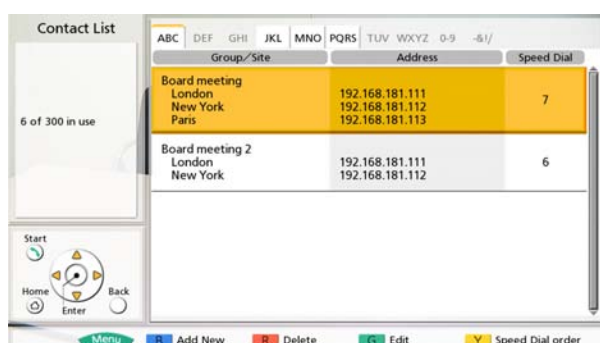 Contact List
ABC DEF GHI JKL MNO PQRS TUV WXYZ 0-9 -&!/
Group/Site Address Speed Dial
Board meeting
London 192.168.181.111
New York 192.168.181.112 7
Paris 192.168.181.113
6 of 300 in use
Board meeting 2
London 192.168.181.111 6
New York 192.168.181.112
Start
Home Back
Enter
Menu B Add New R Delete G Edit Y Speed Dial order